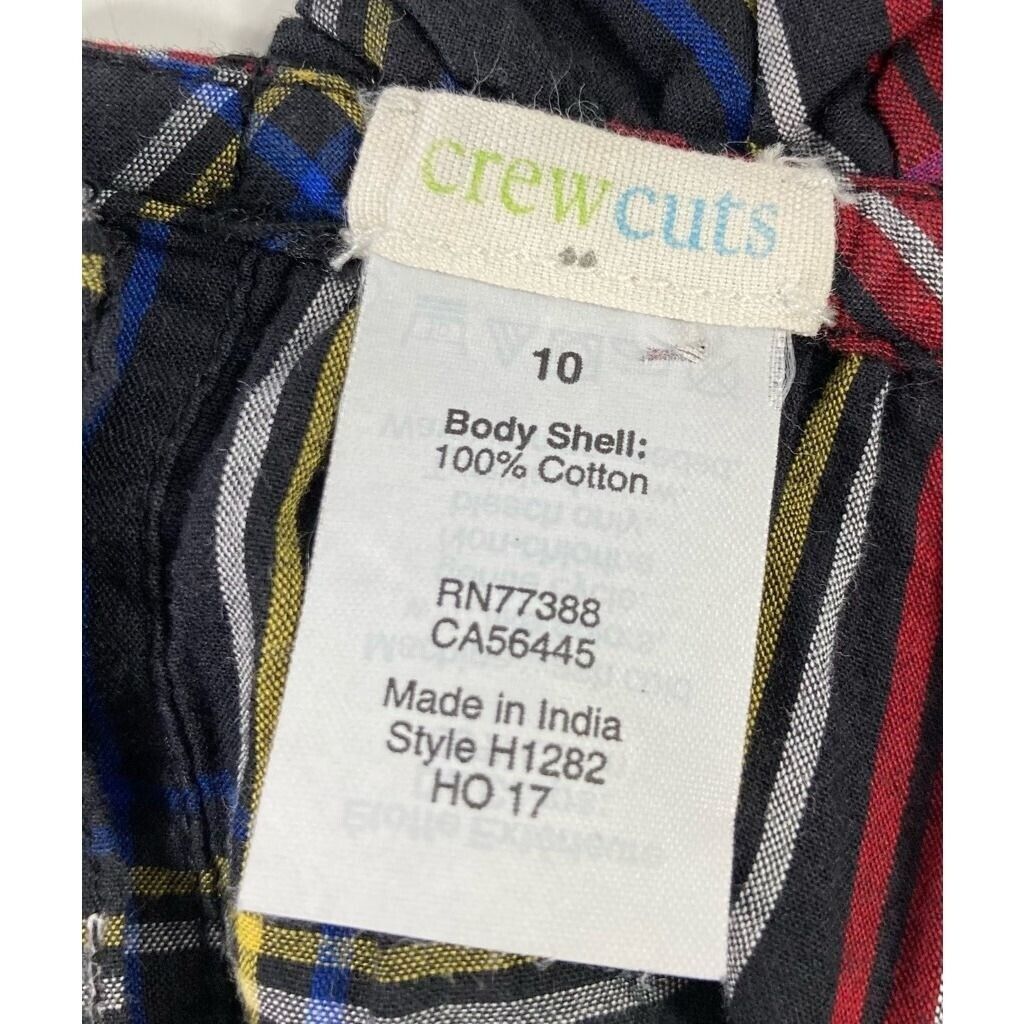 crewcuts
10
Body Shell:
100% Cotton
RN77388
CA56445
Made in India
Style H1282
HO 17